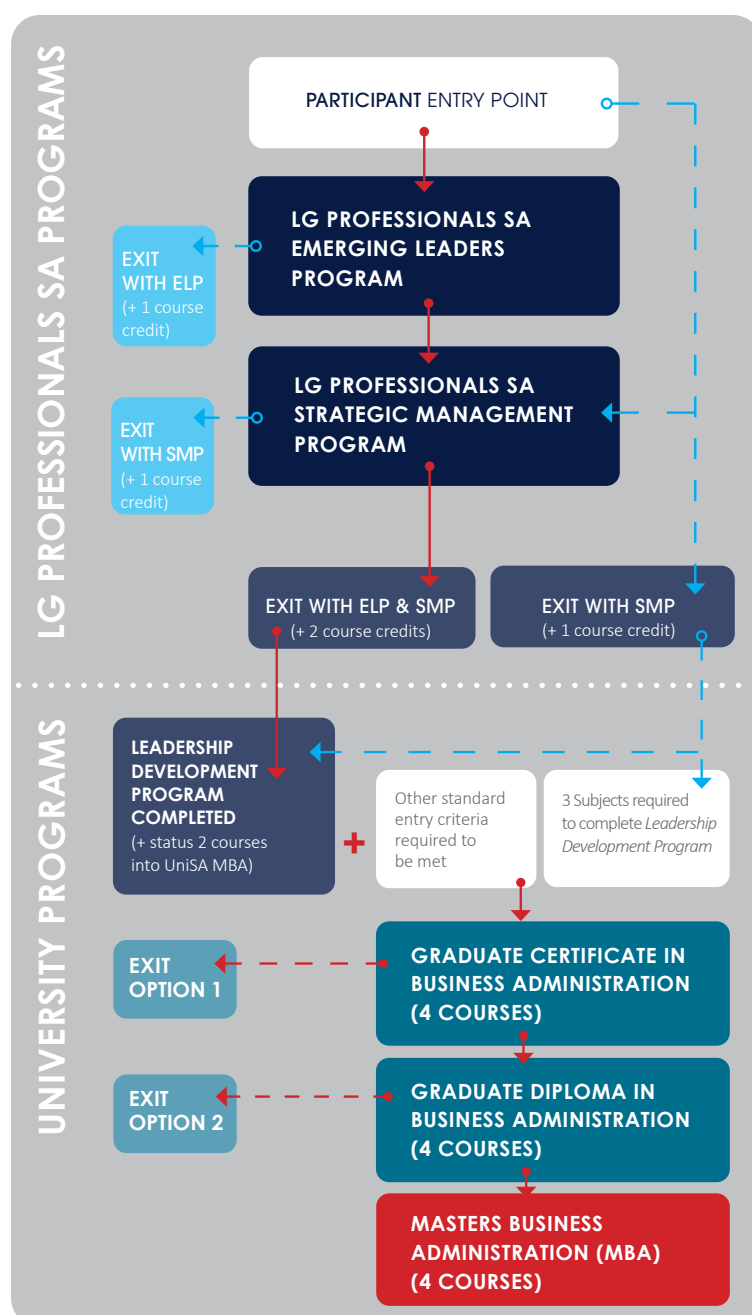 LG PROFESSIONALS SA PROGRAMS
PARTICIPANT ENTRY POINT
LG PROFESSIONALS SA
EMERGING LEADERS
PROGRAM
EXIT
WITH ELP
(+ 1 course
credit)
LG PROFESSIONALS SA
STRATEGIC MANAGEMENT
PROGRAM
EXIT
WITH SMP
(+ 1 course
credit)
EXIT WITH ELP & SMP
(+ 2 course credits)
EXIT WITH SMP
(+ 1 course credit)
UNIVERSITY PROGRAMS
LEADERSHIP
DEVELOPMENT
PROGRAM
COMPLETED
(+ status 2 courses
into UniSA MBA)
+
Other standard
entry criteria
required to
be met
3 Subjects required
to complete Leadership
Development Program
GRADUATE CERTIFICATE IN
BUSINESS ADMINISTRATION
(4 COURSES)
EXIT
OPTION 1
GRADUATE DIPLOMA IN
BUSINESS ADMINISTRATION
(4 COURSES)
EXIT
OPTION 2
MASTERS BUSINESS
ADMINISTRATION (MBA)
(4 COURSES)